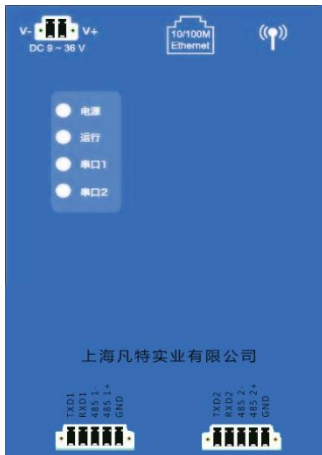 V- V+
DC 9 ~ 36 V
10/100M
Ethernet
电源
运行
串口1
串口2
上海凡特实业有限公司
TXD1
RXD1
485 1-
485 1+
GND
TXD2
RXD2
485 2-
485 2+
GND